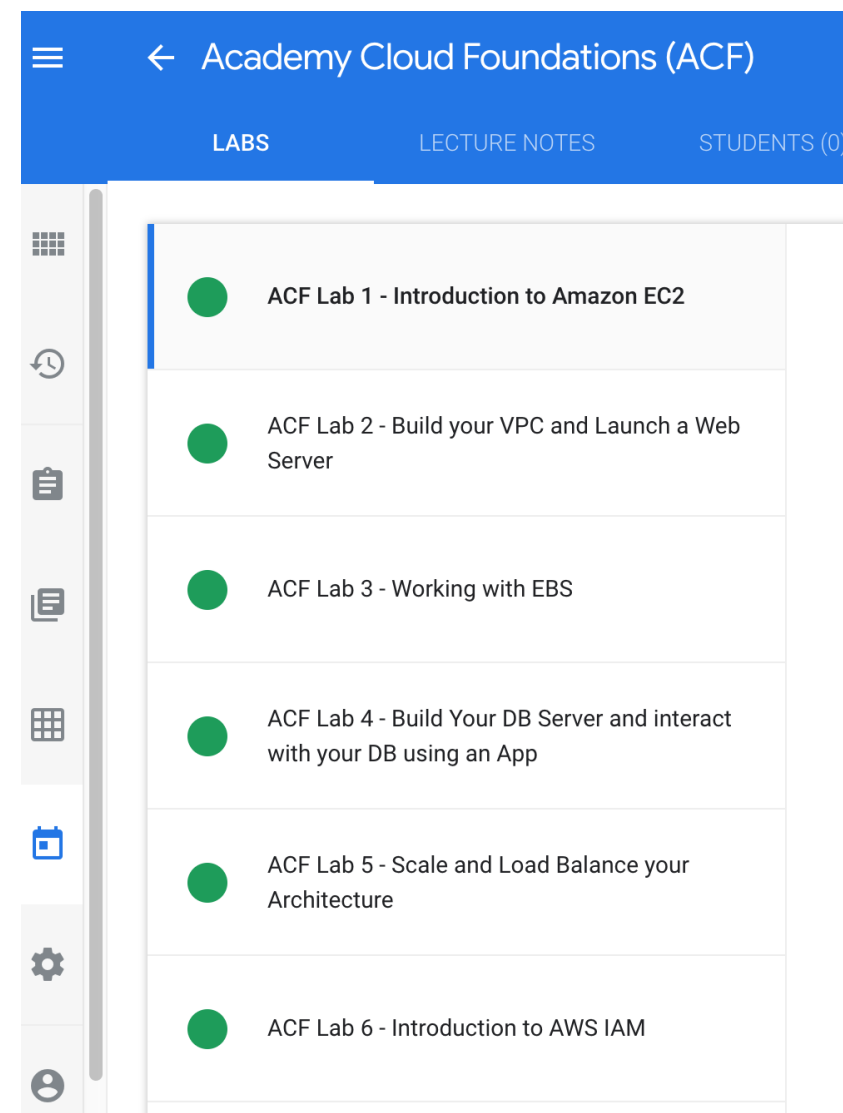 Academy Cloud Foundations (ACF)
LABS
LECTURE NOTES
STUDENTS (0)
ACF Lab 1 - Introduction to Amazon EC2
ACF Lab 2 - Build your VPC and Launch a Web
Server
ACF Lab 3 - Working with EBS
ACF Lab 4 - Build Your DB Server and interact
with your DB using an App
ACF Lab 5 - Scale and Load Balance your
Architecture
ACF Lab 6 - Introduction to AWS IAM